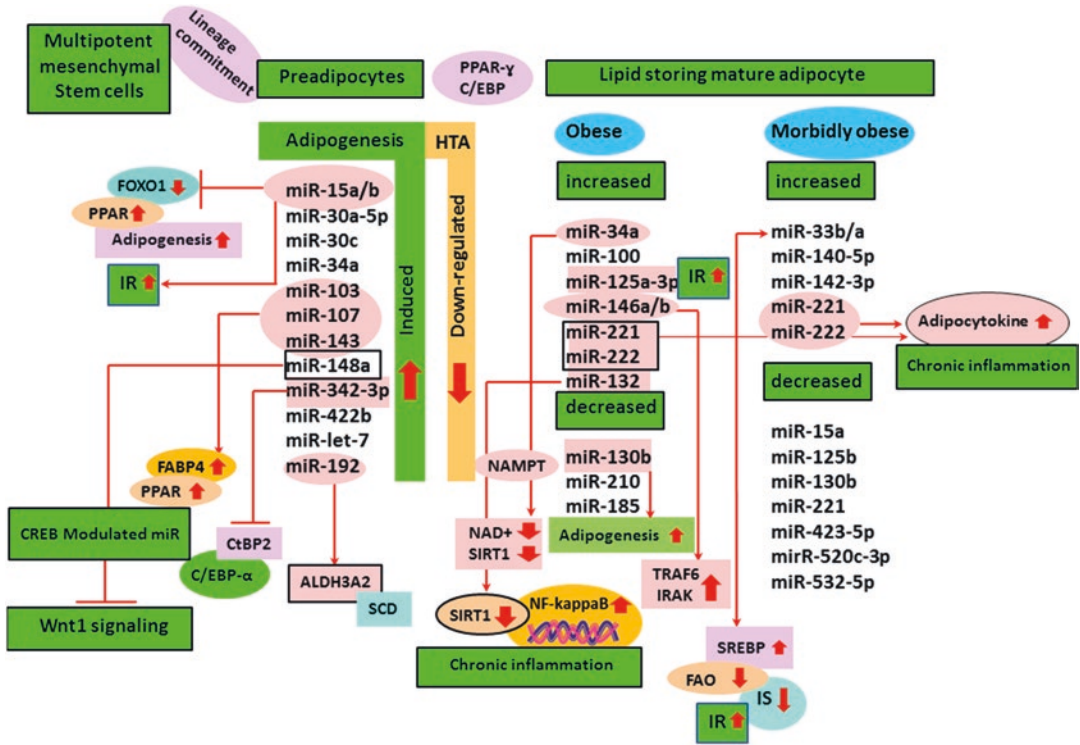 Multipotent
mesenchymal
Stem cells
Lineage
commitment
Preadipocytes
PPAR-ɣ
C/EBP
Lipid storing mature adipocyte
Adipogenesis
HTA
Induced
Down-regulated
FOXO1
PPAR
Adipogenesis
IR
miR-15a/b
miR-30a-5p
miR-30c
miR-34a
miR-103
miR-107
miR-143
miR-148a
miR-342-3p
miR-422b
miR-let-7
miR-192
FABP4
PPAR
CREB Modulated miR
CtBP2
C/EBP-α
Wnt1 signaling
ALDH3A2
SCD
Obese
increased
miR-34a
miR-100
miR-125a-3p
IR
miR-146a/b
miR-221
miR-222
miR-132
decreased
miR-130b
miR-210
miR-185
Adipogenesis
NAMPT
NAD+
SIRT1
SIRT1
NF-kappaB
Chronic inflammation
TRAF6
IRAK
Morbidly obese
increased
miR-33b/a
miR-140-5p
miR-142-3p
miR-221
miR-222
Adipocytokine
Chronic inflammation
decreased
miR-15a
miR-125b
miR-130b
miR-221
miR-423-5p
mirR-520c-3p
miR-532-5p
SREBP
FAO
IS
IR